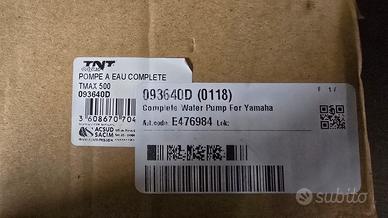 TNT
POMPE A EAU COMPLETE
TMAX 500
093640D
3 608670 704
ACSUD
SACIM
093640D (0118)
Complete Water Pump For Yamaha
Art.code: E476984 Lok:
subito